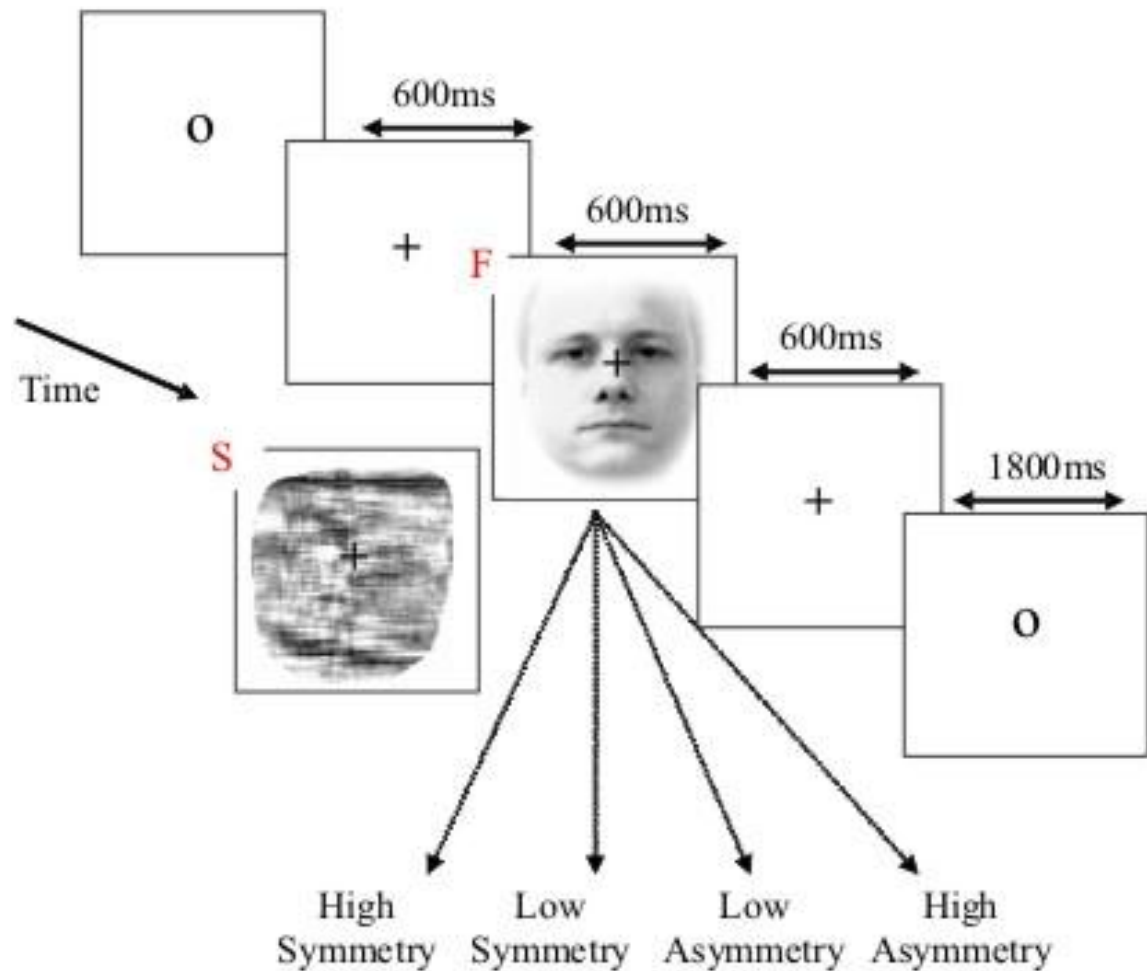 o
600ms
+
600ms
F
+
600ms
Time
+
S
1800ms
+
o
High Symmetry
Low Symmetry
Low Asymmetry
High Asymmetry